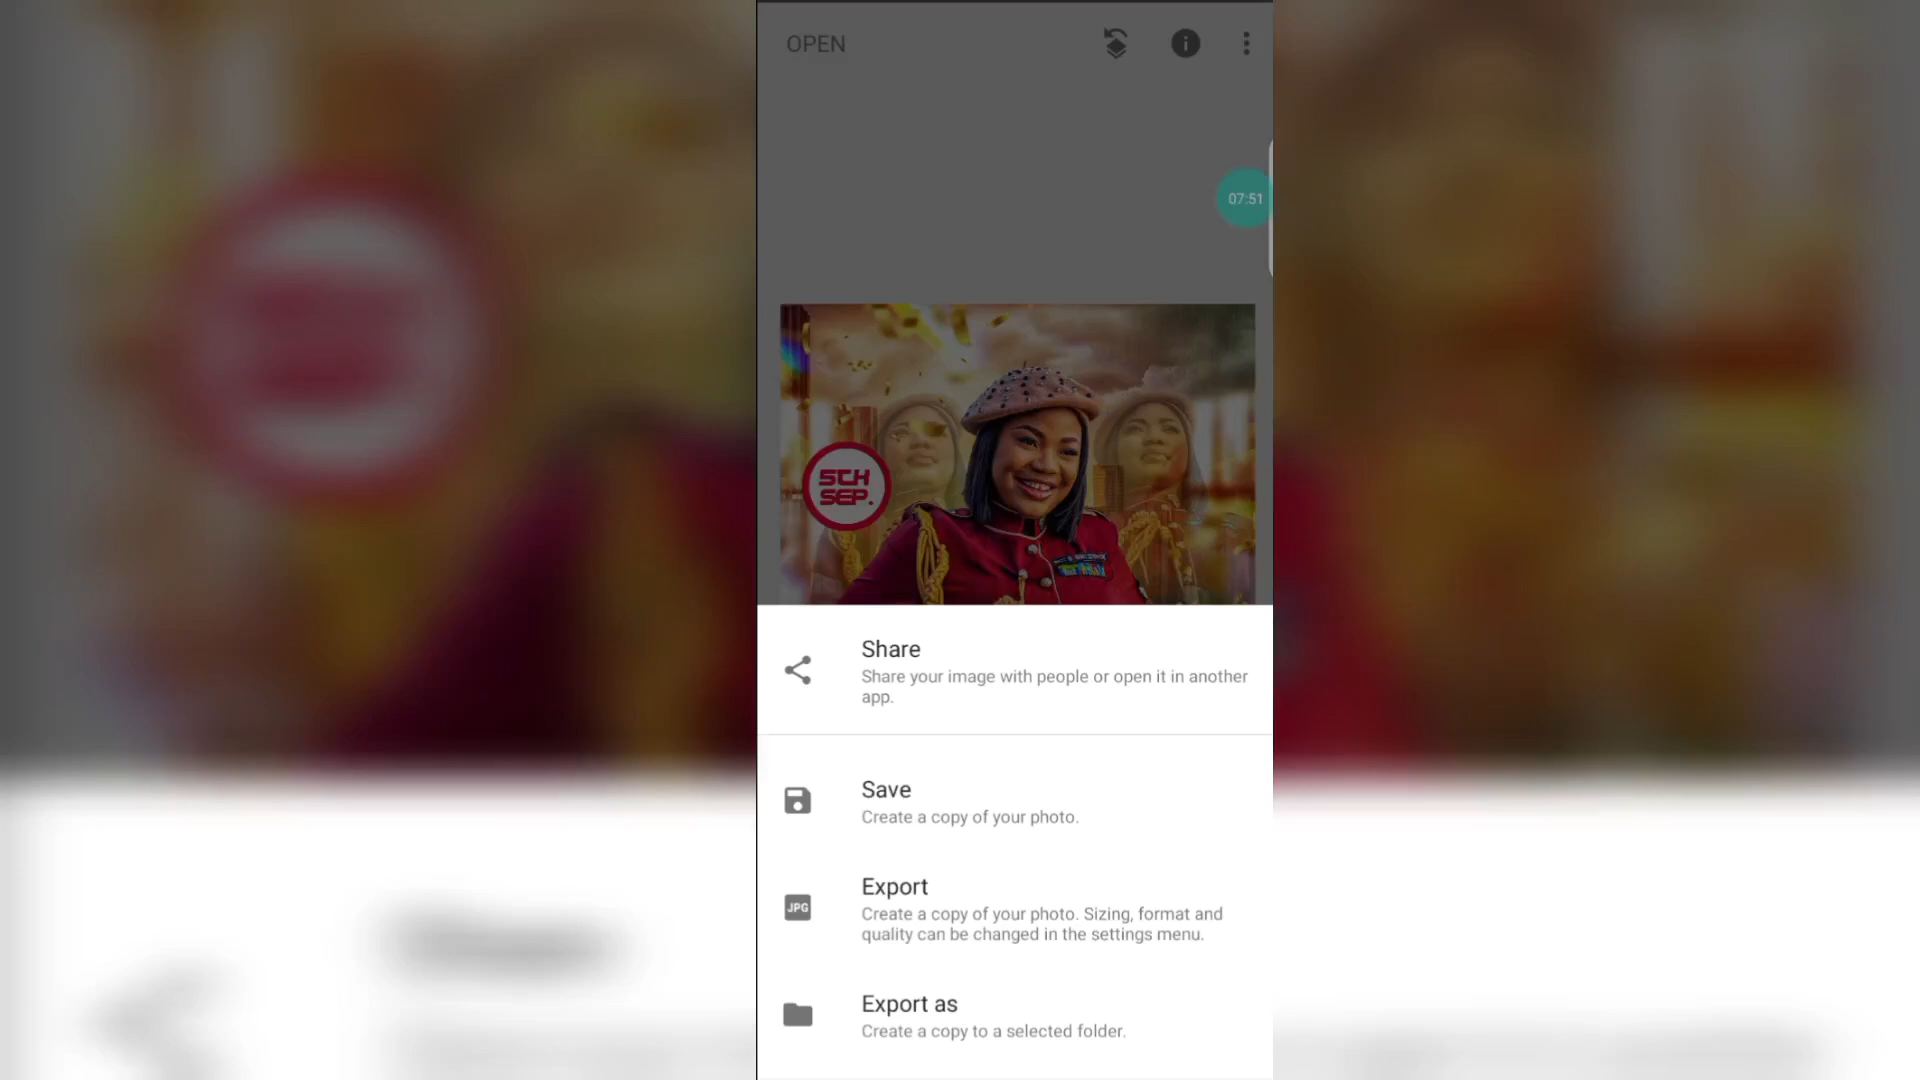 OPEN
07:51
5TH
SEP.
Share
Share your image with people or open it in another
app.
Save
Create a copy of your photo.
JPG
Export
Create a copy of your photo. Sizing, format and
quality can be changed in the settings menu.
Export as
Create a copy to a selected folder.